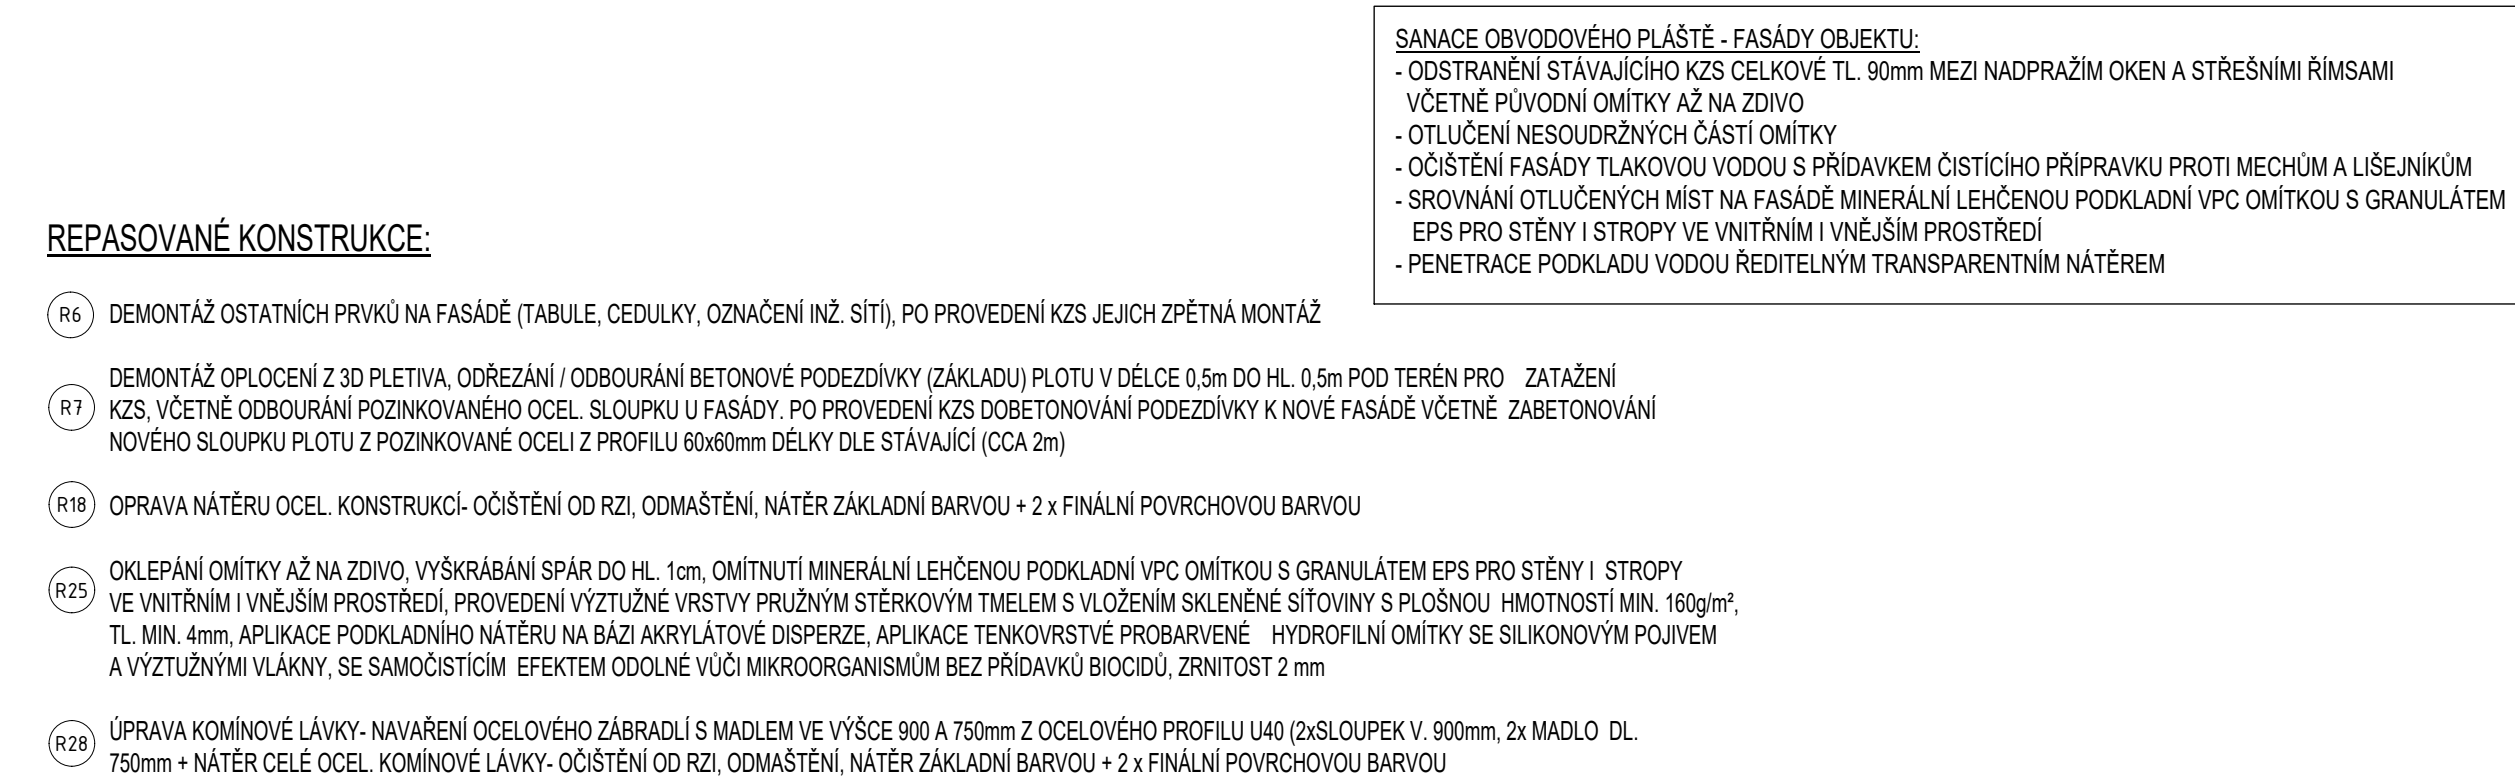 SANACE OBVODOVÉHO PLÁŠTĚ - FASÁDY OBJEKTU:
- ODSTRANĚNÍ STÁVAJÍCÍHO KZS CELKOVÉ TL. 90mm MEZI NADPRAŽÍM OKEN A STŘEŠNÍMI ŘÍMSAMI
VČETNĚ PŮVODNÍ OMÍTKY AŽ NA ZDIVO
- OTLUČENÍ NESOUDRŽNÝCH ČÁSTÍ OMÍTKY
- OČIŠTĚNÍ FASÁDY TLAKOVOU VODOU S PŘÍDAVKEM ČISTÍCÍHO PŘÍPRAVKU PROTI MECHŮM A LIŠEJNÍKŮM
- SROVNÁNÍ OTLUČENÝCH MÍST NA FASÁDĚ MINERÁLNÍ LEHČENOU PODKLADNÍ VPC OMÍTKOU S GRANULÁTEM
EPS PRO STĚNY I STROPY VE VNITŘNÍM I VNĚJŠÍM PROSTŘEDÍ
- PENETRACE PODKLADU VODOU ŘEDITELNÝM TRANSPARENTNÍM NÁTĚREM
REPASOVANÉ KONSTRUKCE:
R6 DEMONTÁŽ OSTATNÍCH PRVKŮ NA FASÁDĚ (TABULE, CEDULKY, OZNAČENÍ INŽ. SÍTÍ), PO PROVEDENÍ KZS JEJICH ZPĚTNÁ MONTÁŽ
DEMONTÁŽ OPLOCENÍ Z 3D PLETIVA, ODŘEZÁNÍ / ODBOURÁNÍ BETONOVÉ PODEZDÍVKY (ZÁKLADU) PLOTU V DÉLCE 0,5m DO HL. 0,5m POD TERÉN PRO ZATAŽENÍ
R7 KZS, VČETNĚ ODBOURÁNÍ POZINKOVANÉHO OCEL. SLOUPKU U FASÁDY. PO PROVEDENÍ KZS DOBETONOVÁNÍ PODEZDÍVKY K NOVÉ FASÁDĚ VČETNĚ ZABETONOVÁNÍ
NOVÉHO SLOUPKU PLOTU Z POZINKOVANÉ OCELI Z PROFILU 60x60mm DÉLKY DLE STÁVAJÍCÍ (CCA 2m)
R18 OPRAVA NÁTĚRU OCEL. KONSTRUKCÍ- OČIŠTĚNÍ OD RZI, ODMAŠTĚNÍ, NÁTĚR ZÁKLADNÍ BARVOU + 2 x FINÁLNÍ POVRCHOVOU BARVOU
OKLEPÁNÍ OMÍTKY AŽ NA ZDIVO, VYŠKRÁBÁNÍ SPÁR DO HL. 1cm, OMÍTNUTÍ MINERÁLNÍ LEHČENOU PODKLADNÍ VPC OMÍTKOU S GRANULÁTEM EPS PRO STĚNY I STROPY
R25 VE VNITŘNÍM I VNĚJŠÍM PROSTŘEDÍ, PROVEDENÍ VÝZTUŽNÉ VRSTVY PRUŽNÝM STĚRKOVÝM TMELEM S VLOŽENÍM SKLENĚNÉ SÍŤOVINY S PLOŠNOU HMOTNOSTÍ MIN. 160g/m²,
TL. MIN. 4mm, APLIKACE PODKLADNÍHO NÁTĚRU NA BÁZI AKRYLÁTOVÉ DISPERZE, APLIKACE TENKOVRSTVÉ PROBARVENÉ HYDROFILNÍ OMÍTKY SE SILIKONOVÝM POJIVEM
A VÝZTUŽNÝMI VLÁKNY, SE SAMOČISTÍCÍM EFEKTEM ODOLNÉ VŮČI MIKROORGANISMŮM BEZ PŘÍDAVKŮ BIOCIDŮ, ZRNITOST 2 mm
R28 ÚPRAVA KOMÍNOVÉ LÁVKY- NAVAŘENÍ OCELOVÉHO ZÁBRADLÍ S MADLEM VE VÝŠCE 900 A 750mm Z OCELOVÉHO PROFILU U40 (2xSLOUPEK V. 900mm, 2x MADLO DL.
750mm + NÁTĚR CELÉ OCEL. KOMÍNOVÉ LÁVKY- OČIŠTĚNÍ OD RZI, ODMAŠTĚNÍ, NÁTĚR ZÁKLADNÍ BARVOU + 2 x FINÁLNÍ POVRCHOVOU BARVOU